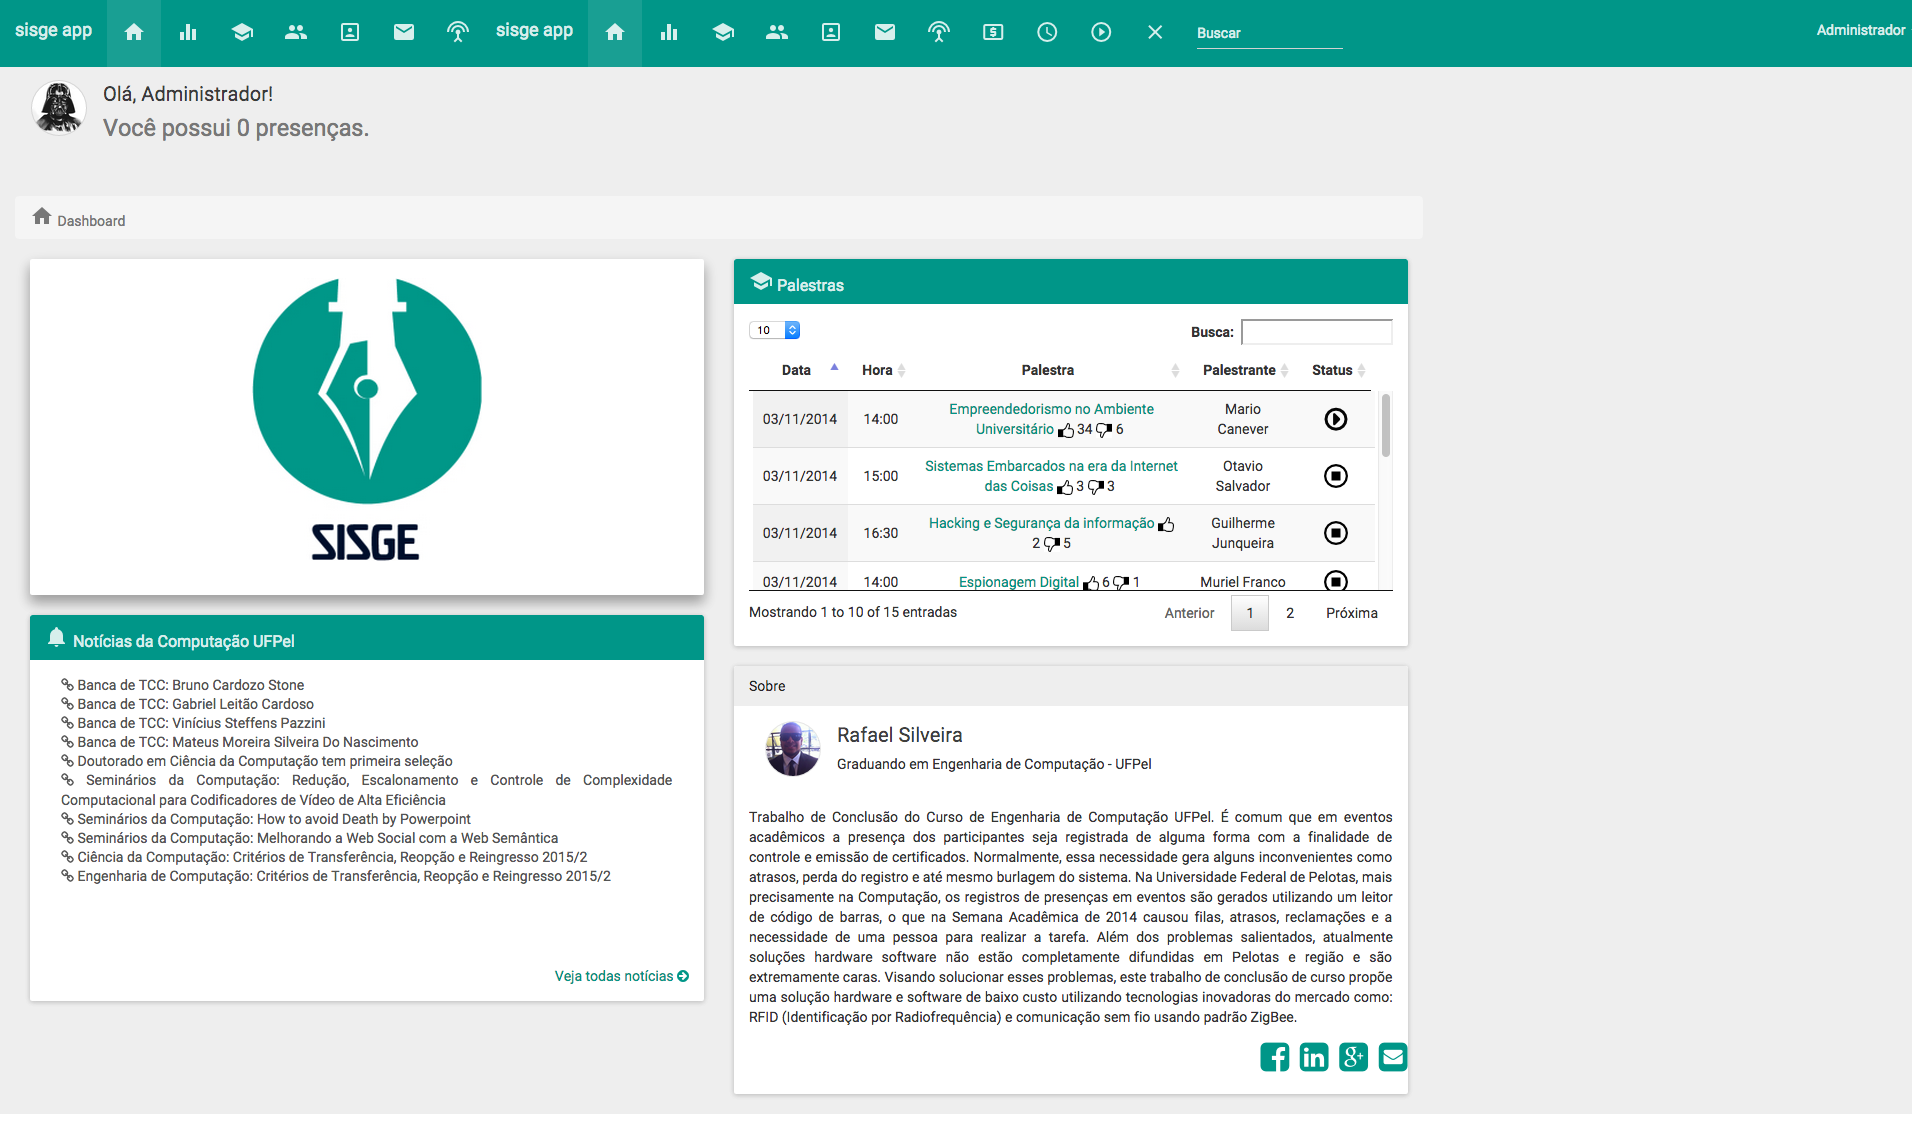 sisge app sisge app Buscar Administrador
Olá, Administrador!
Você possui 0 presenças.
Dashboard
SISGE
Notícias da Computação UFPel
Banca de TCC: Bruno Cardozo Stone
Banca de TCC: Gabriel Leitão Cardoso
Banca de TCC: Vinícius Steffens Pazzini
Banca de TCC: Mateus Moreira Silveira Do Nascimento
Doutorado em Ciência da Computação tem primeira seleção
Seminários da Computação: Redução, Escalonamento e Controle de Complexidade
Computacional para Codificadores de Vídeo de Alta Eficiência
Seminários da Computação: How to avoid Death by Powerpoint
Seminários da Computação: Melhorando a Web Social com a Web Semântica
Ciência da Computação: Critérios de Transferência, Reopção e Reingresso 2015/2
Engenharia de Computação: Critérios de Transferência, Reopção e Reingresso 2015/2
Veja todas notícias
Palestras
10 Busca:
Data Hora Palestra Palestrante Status
03/11/2014 14:00 Empreendedorismo no Ambiente Mario
Universitário 34 6 Canever
03/11/2014 15:00 Sistemas Embarcados na era da Internet Otavio
das Coisas 3 3 Salvador
03/11/2014 16:30 Hacking e Segurança da informação Guilherme
2 5 Junqueira
03/11/2014 14:00 Espionagem Digital 6 1 Muriel Franco
Mostrando 1 to 10 of 15 entradas Anterior 1 2 Próxima
Sobre
Rafael Silveira
Graduando em Engenharia de Computação - UFPel
Trabalho de Conclusão do Curso de Engenharia de Computação UFPel. É comum que em eventos
acadêmicos a presença dos participantes seja registrada de alguma forma com a finalidade de
controle e emissão de certificados. Normalmente, essa necessidade gera alguns inconvenientes como
atrasos, perda do registro e até mesmo burlagem do sistema. Na Universidade Federal de Pelotas, mais
precisamente na Computação, os registros de presenças em eventos são gerados utilizando um leitor
de código de barras, o que na Semana Acadêmica de 2014 causou filas, atrasos, reclamações e a
necessidade de uma pessoa para realizar a tarefa. Além dos problemas salientados, atualmente
soluções hardware software não estão completamente difundidas em Pelotas e região e são
extremamente caras. Visando solucionar esses problemas, este trabalho de conclusão de curso propõe
uma solução hardware e software de baixo custo utilizando tecnologias inovadoras do mercado como:
RFID (Identificação por Radiofrequência) e comunicação sem fio usando padrão ZigBee.